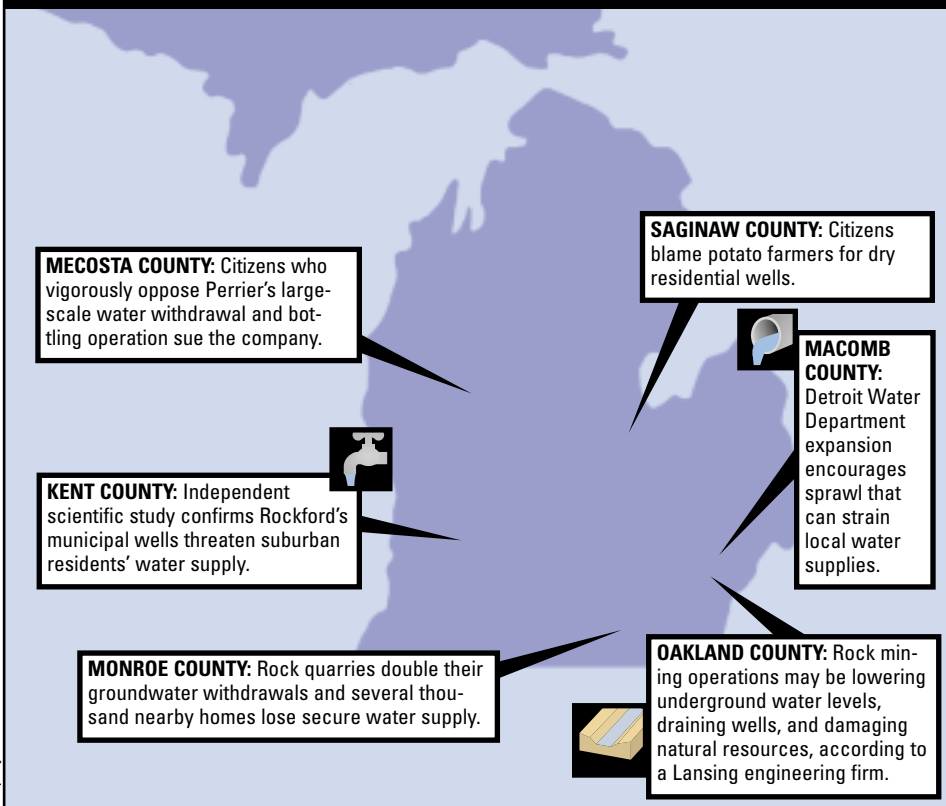 MECOSTA COUNTY: Citizens who
vigorously oppose Perrier's large-
scale water withdrawal and bot-
tling operation sue the company.
SAGINAW COUNTY: Citizens
blame potato farmers for dry
residential wells.
MACOMB
COUNTY:
Detroit Water
Department
expansion
encourages
sprawl that
can strain
local water
supplies.
KENT COUNTY: Independent
scientific study confirms Rockford's
municipal wells threaten suburban
residents' water supply.
MONROE COUNTY: Rock quarries double their
groundwater withdrawals and several thou-
sand nearby homes lose secure water supply.
OAKLAND COUNTY: Rock min-
ing operations may be lowering
underground water levels,
draining wells, and damaging
natural resources, according to
a Lansing engineering firm.